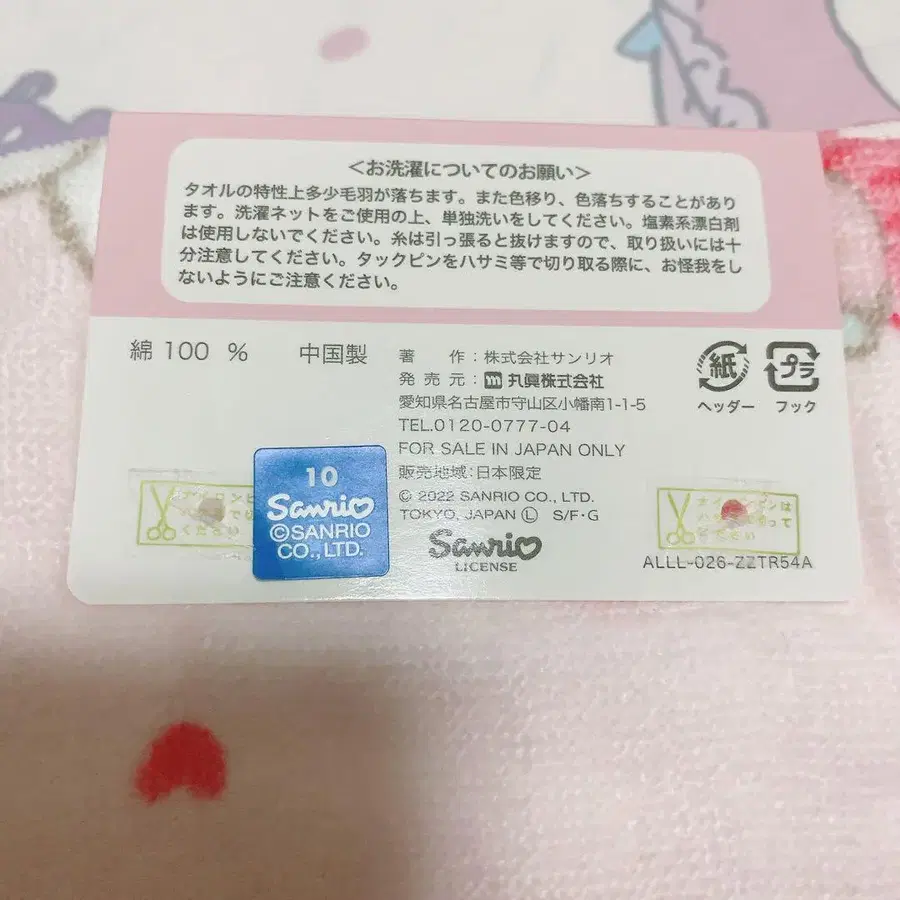 <お洗濯についてのお願い>
タオルの特性上多少毛羽が落ちます。また色移り、色落ちすることがあり
ます。洗濯ネットをご使用の上、単独洗いをしてください。塩素系漂白剤
は使用しないでください。糸は引っ張ると抜けますので、取り扱いには十
分注意してください。タックピンをハサミ等で切り取る際に、お怪我をし
ないようにご注意ください。
綿 100 %
中国製
著 作:株式会社サンリオ
発 売 元: 丸眞株式会社
愛知県名古屋市守山区小幡南1-1-5
TEL.0120-0777-04
FOR SALE IN JAPAN ONLY
販売地域:日本限定
© 2022 SANRIO CO., LTD.
TOKYO, JAPAN Ⓛ S/F・G
Sanrio
LICENSE
紙
ヘッダー
プラ
フック
10
Sanrio
©SANRIO
CO., LTD.
ください
ください
ALLL-026-ZZTR54A